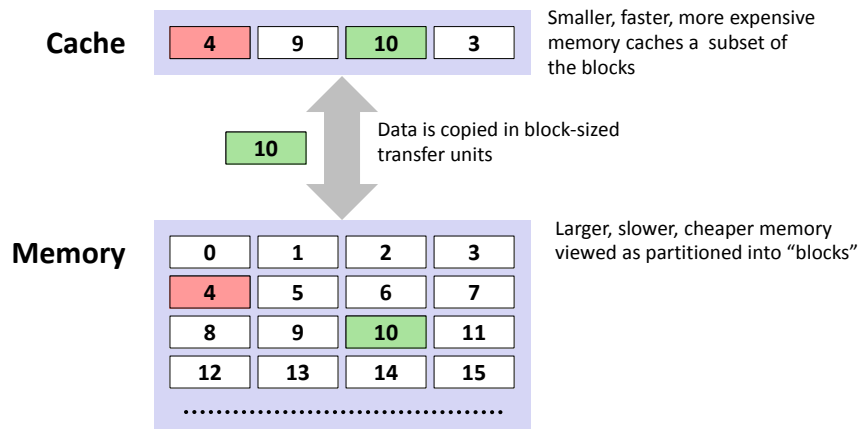 Cache
4 9 10 3
Smaller, faster, more expensive
memory caches a subset of
the blocks
10
Data is copied in block-sized
transfer units
Memory
0 1 2 3
4 5 6 7
8 9 10 11
12 13 14 15
Larger, slower, cheaper memory
viewed as partitioned into “blocks”